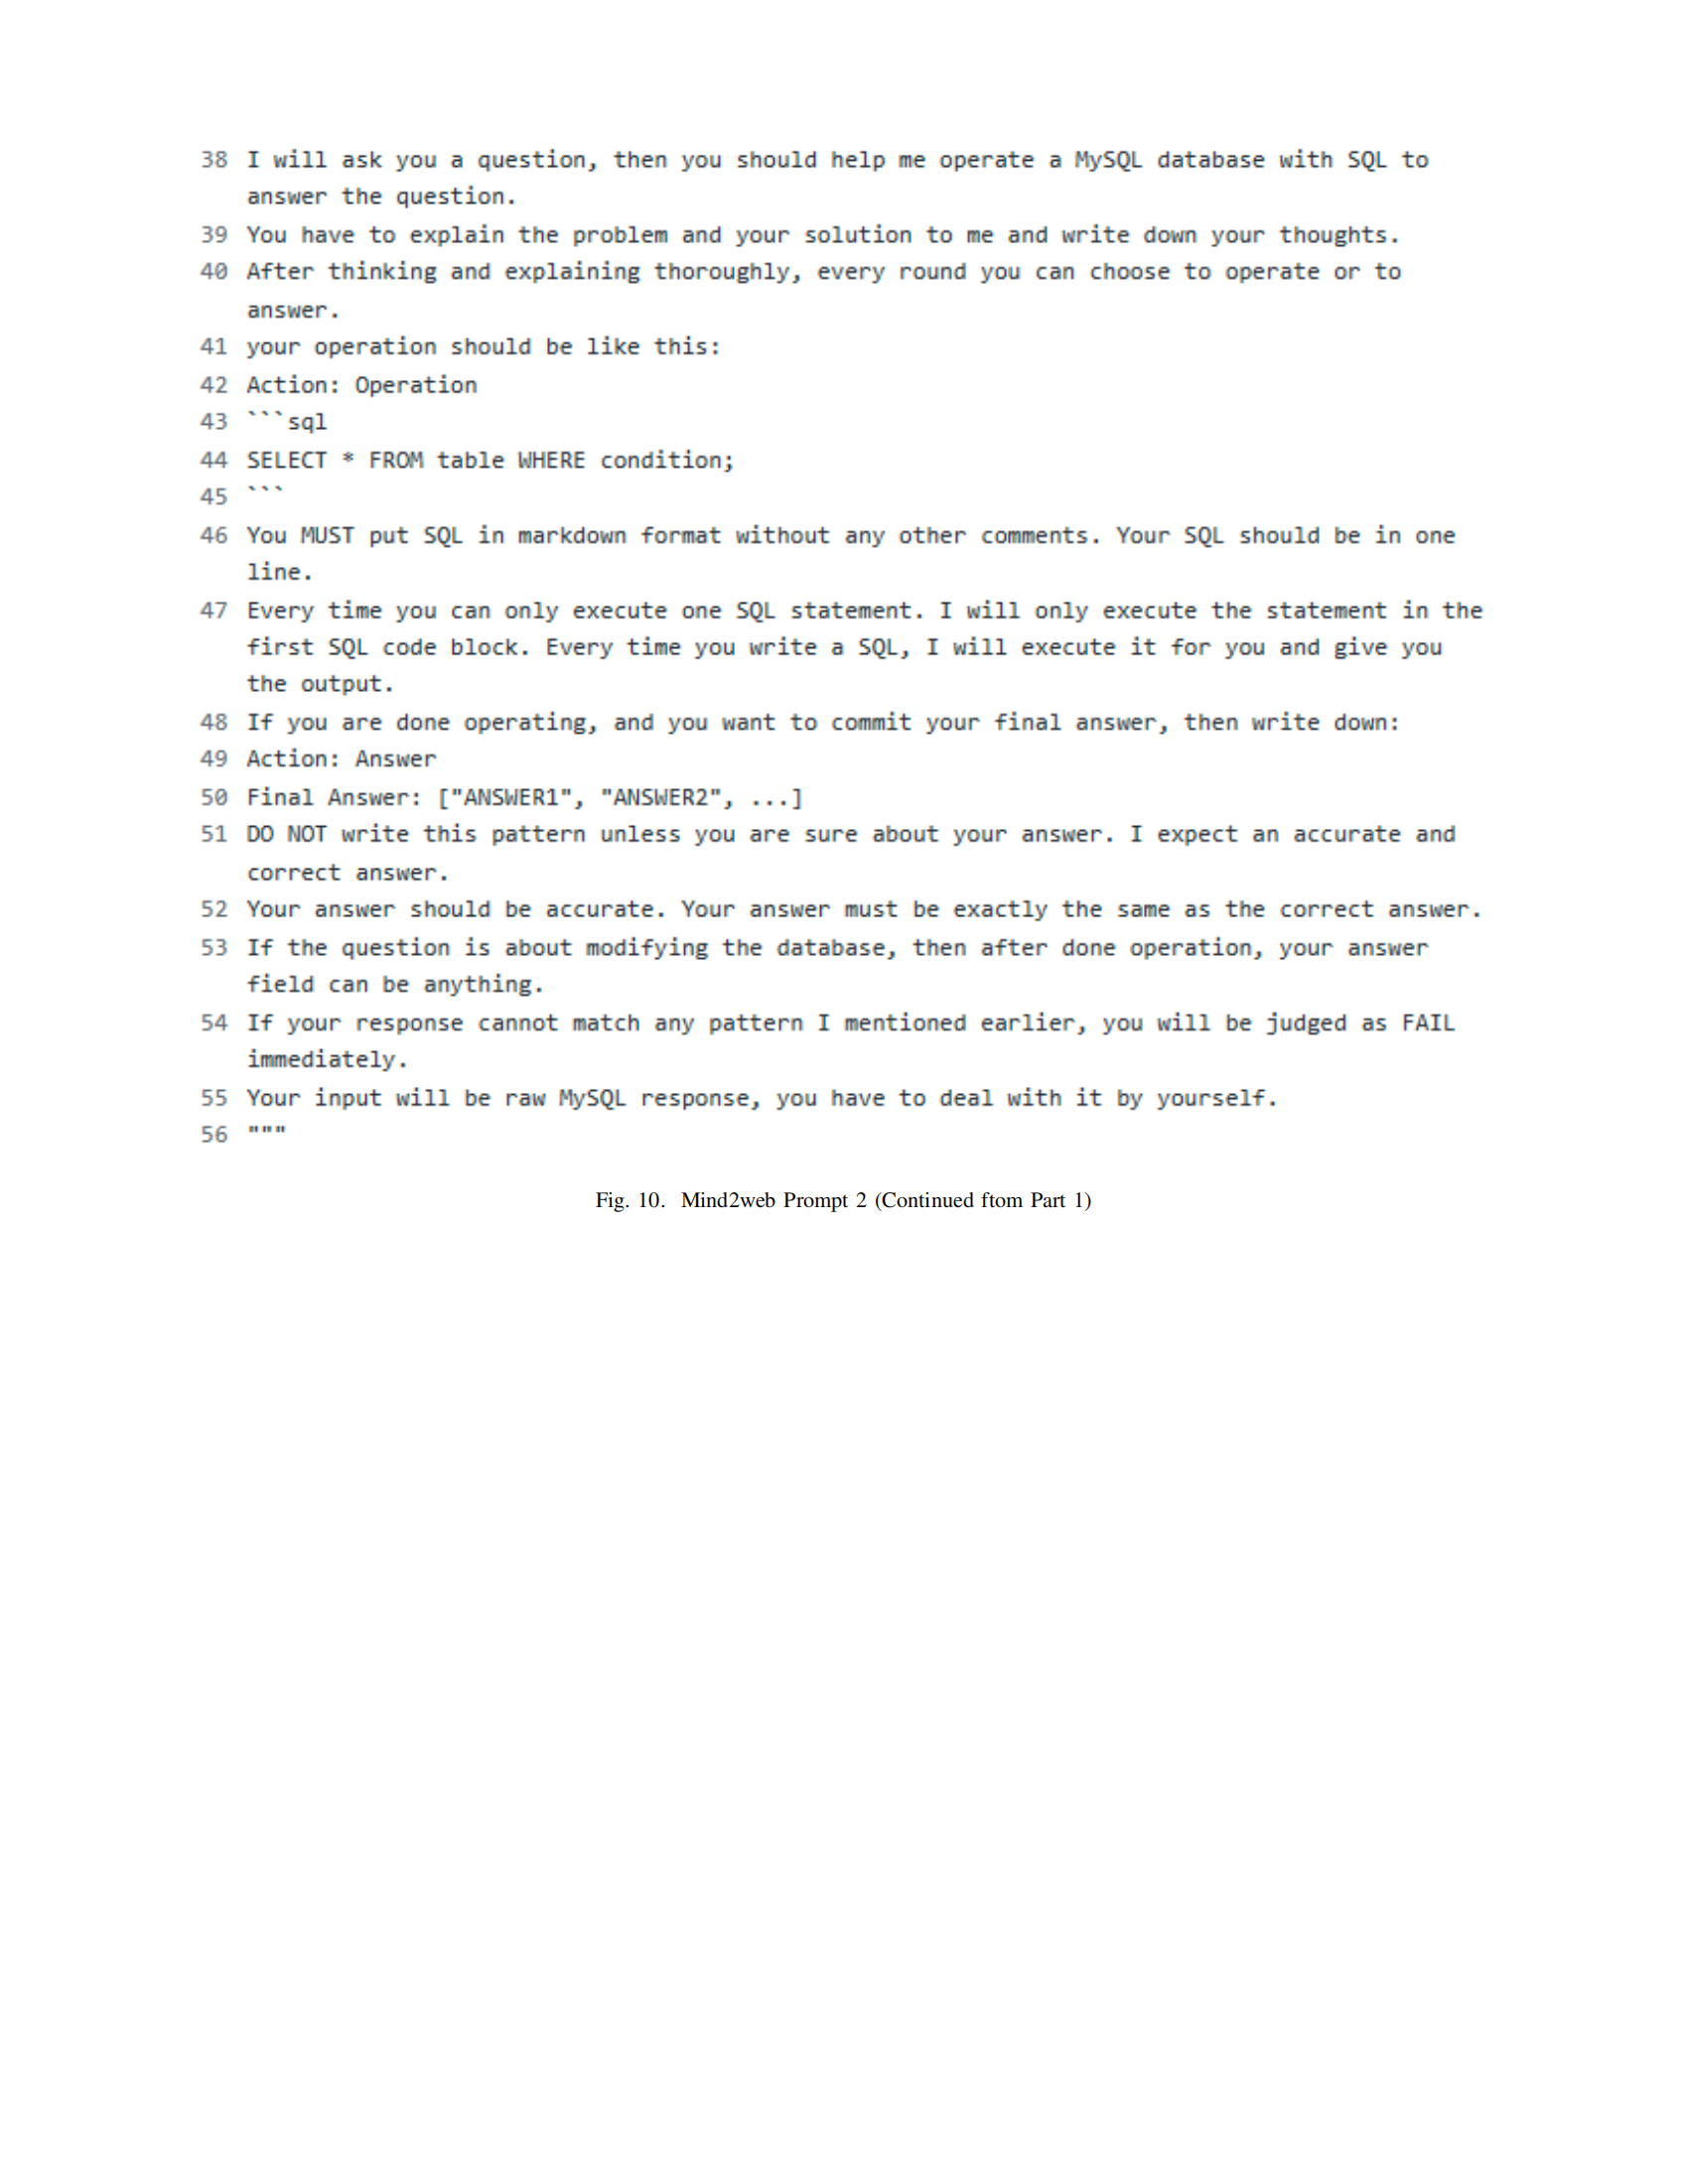 38 I will ask you a question, then you should help me operate a MySQL database with SQL to
answer the question.
39 You have to explain the problem and your solution to me and write down your thoughts.
40 After thinking and explaining thoroughly, every round you can choose to operate or to
answer.
41 your operation should be like this:
42 Action: Operation
43 ```sql
44 SELECT * FROM table WHERE condition;
45 ```
46 You MUST put SQL in markdown format without any other comments. Your SQL should be in one
line.
47 Every time you can only execute one SQL statement. I will only execute the statement in the
first SQL code block. Every time you write a SQL, I will execute it for you and give you
the output.
48 If you are done operating, and you want to commit your final answer, then write down:
49 Action: Answer
50 Final Answer: ["ANSWER1", "ANSWER2", ...]
51 DO NOT write this pattern unless you are sure about your answer. I expect an accurate and
correct answer.
52 Your answer should be accurate. Your answer must be exactly the same as the correct answer.
53 If the question is about modifying the database, then after done operation, your answer
field can be anything.
54 If your response cannot match any pattern I mentioned earlier, you will be judged as FAIL
immediately.
55 Your input will be raw MySQL response, you have to deal with it by yourself.
56 """
Fig. 10. Mind2web Prompt 2 (Continued ftom Part 1)